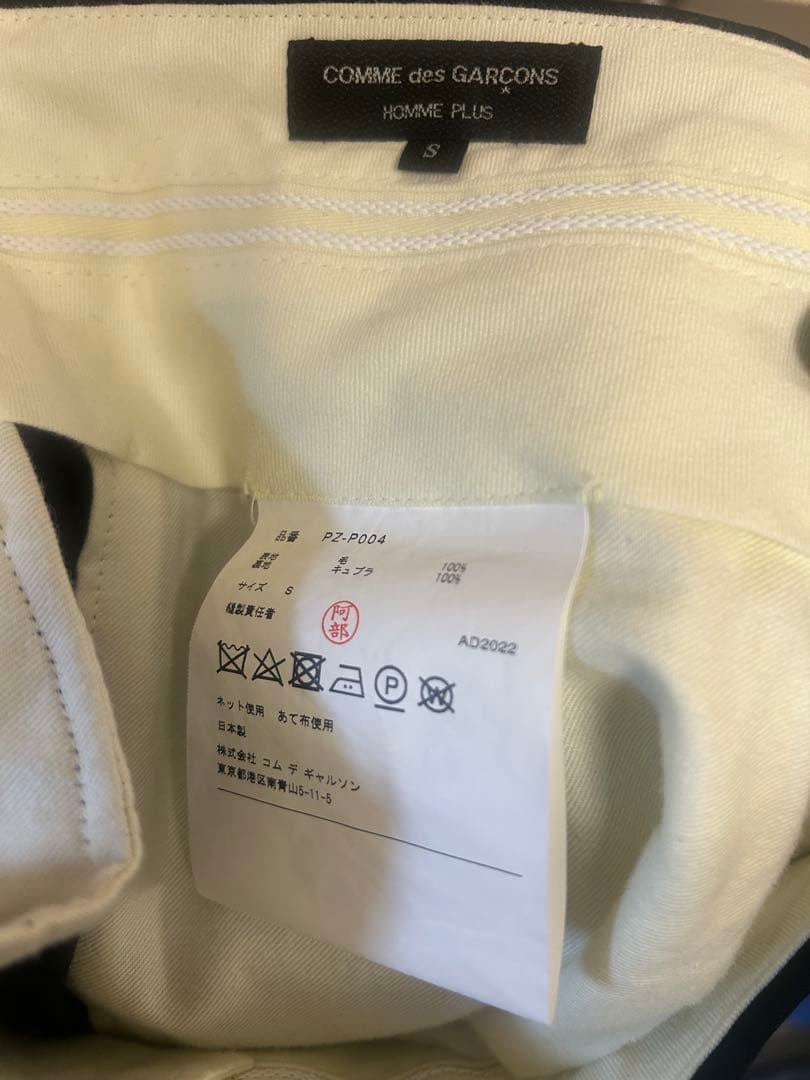 COMME des GARÇONS
HOMME PLUS
S
品番 PZ-P004
表地 毛 100%
裏地 キュプラ 100%
サイズ S
縫製責任者 阿部
AD2022
P W
ネット使用 あて布使用
日本製
株式会社 コム デ ギャルソン
東京都港区南青山5-11-5